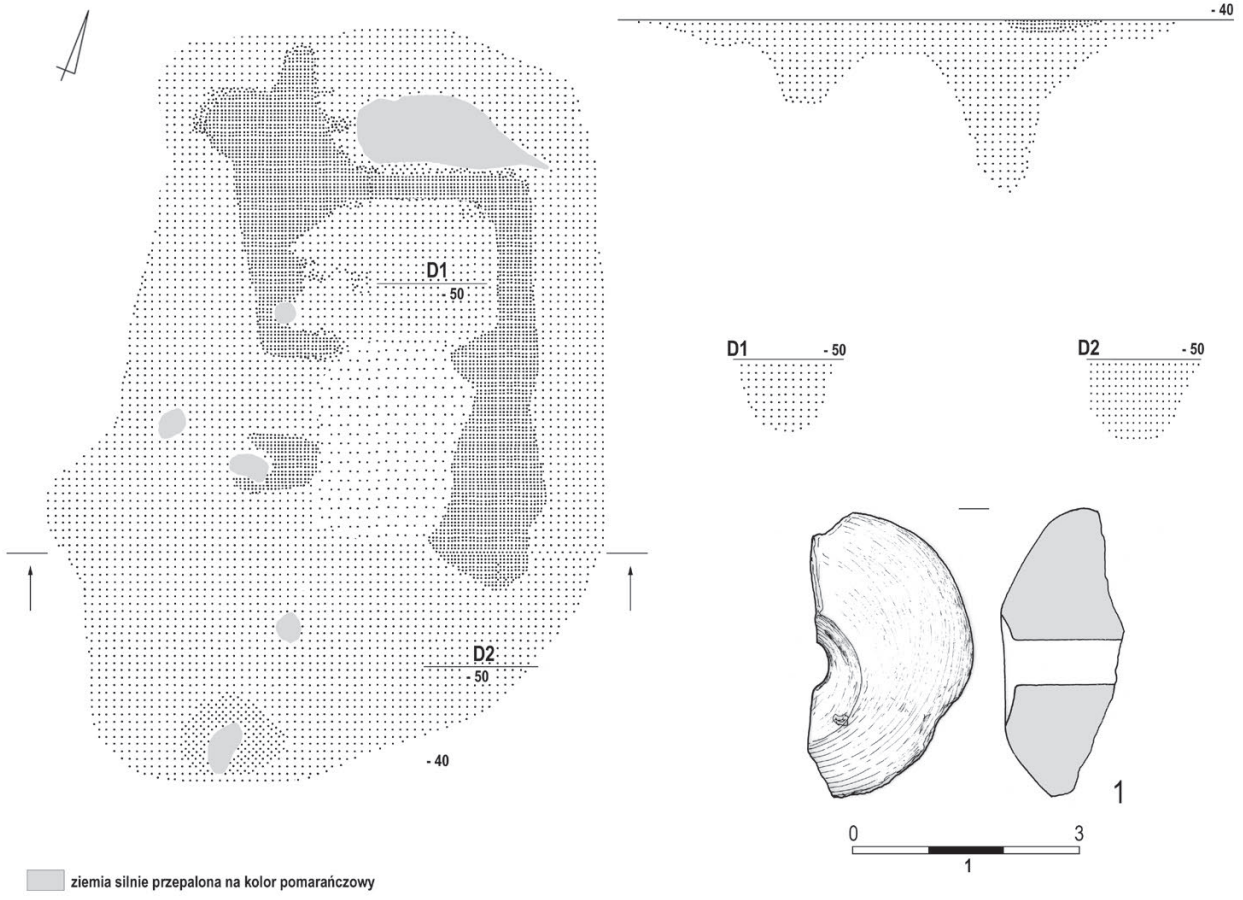 - 40
D1
- 50
D1 - 50
D2 - 50
D2
- 50
- 40
1
0 3
1
ziemia silnie przepalona na kolor pomarańczowy